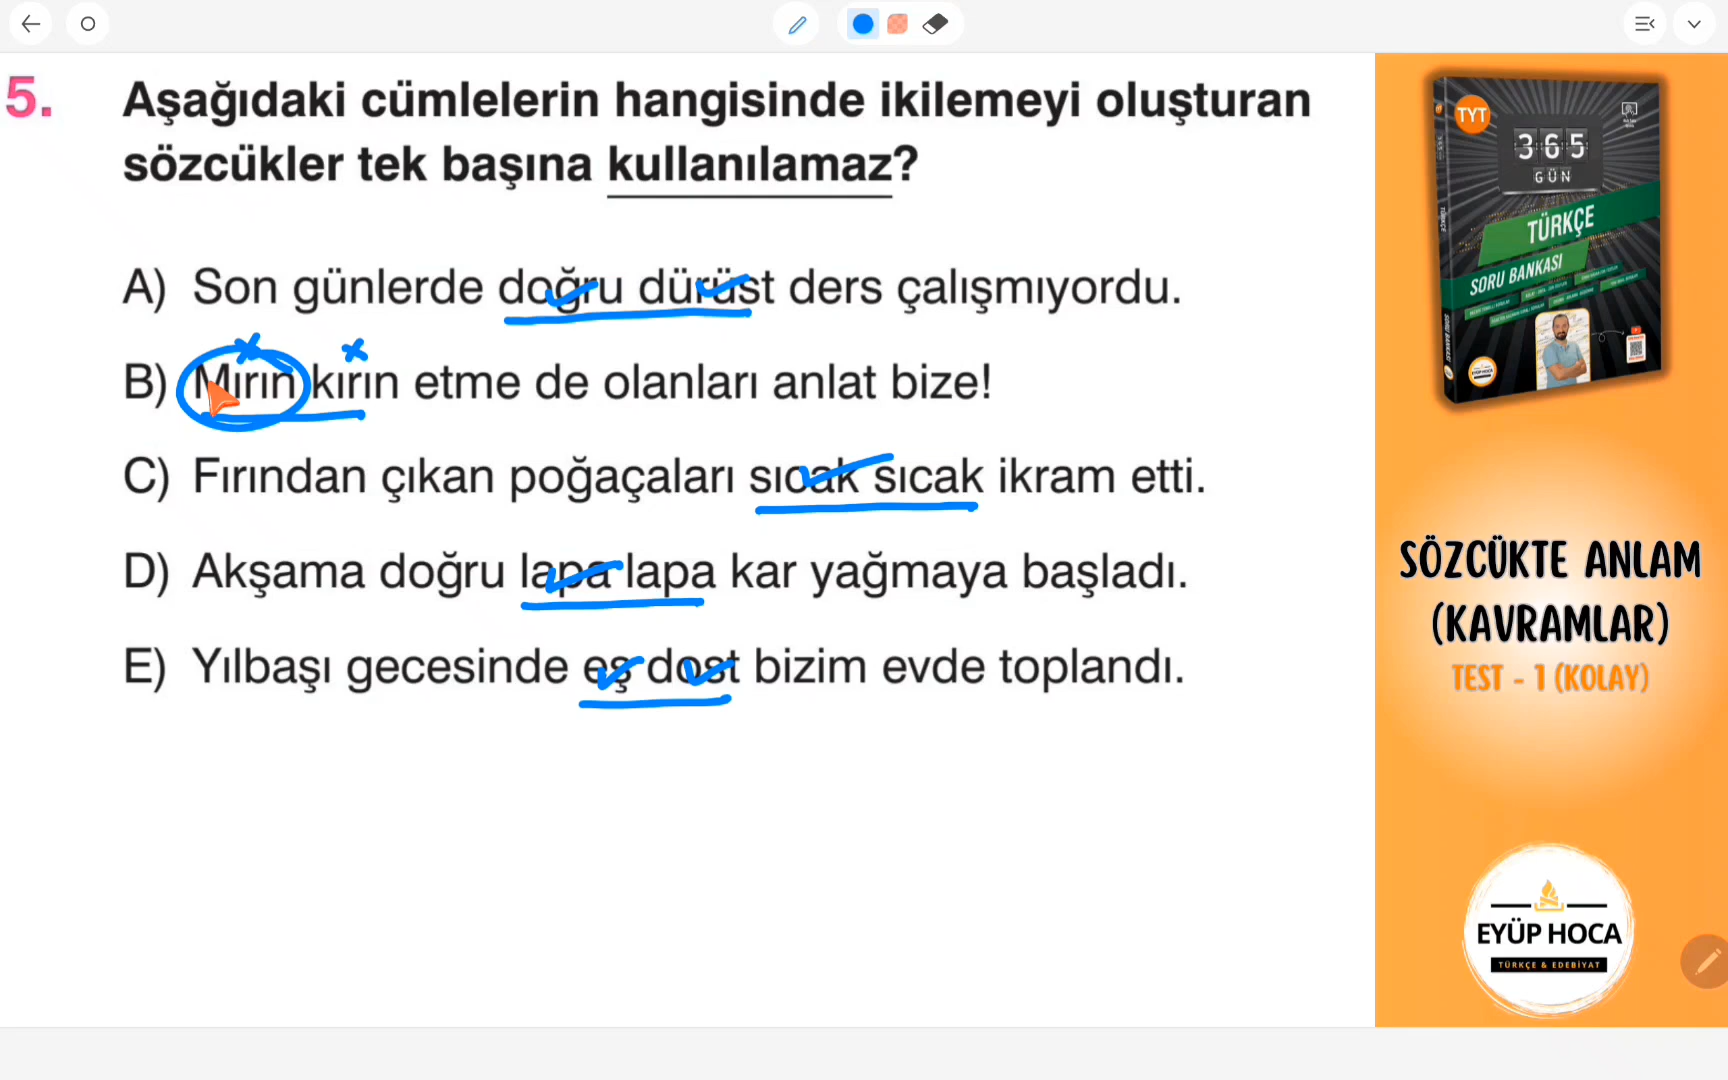 5. Aşağıdaki cümlelerin hangisinde ikilemeyi oluşturan
sözcükler tek başına kullanılamaz?
A) Son günlerde doğru dürüst ders çalışmıyordu.
B) Mırın kırın etme de olanları anlat bize!
C) Fırından çıkan poğaçaları sıcak sıcak ikram etti.
D) Akşama doğru lapa lapa kar yağmaya başladı.
E) Yılbaşı gecesinde eş dost bizim evde toplandı.
TYT
365
GÜN
TÜRKÇE
SORU BANKASI
SÖZCÜKTE ANLAM
(KAVRAMLAR)
TEST - 1 (KOLAY)
EYÜP HOCA
TÜRKÇE & EDEBİYAT